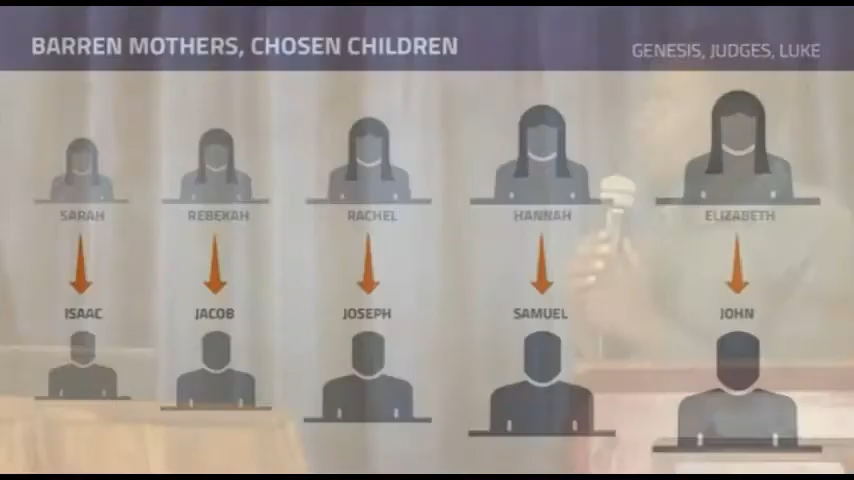 BARREN MOTHERS, CHOSEN CHILDREN
GENESIS, JUDGES, LUKE
SARAH REBEKAH RACHEL HANNAH ELIZABETH
ISAAC JACOB JOSEPH SAMUEL JOHN